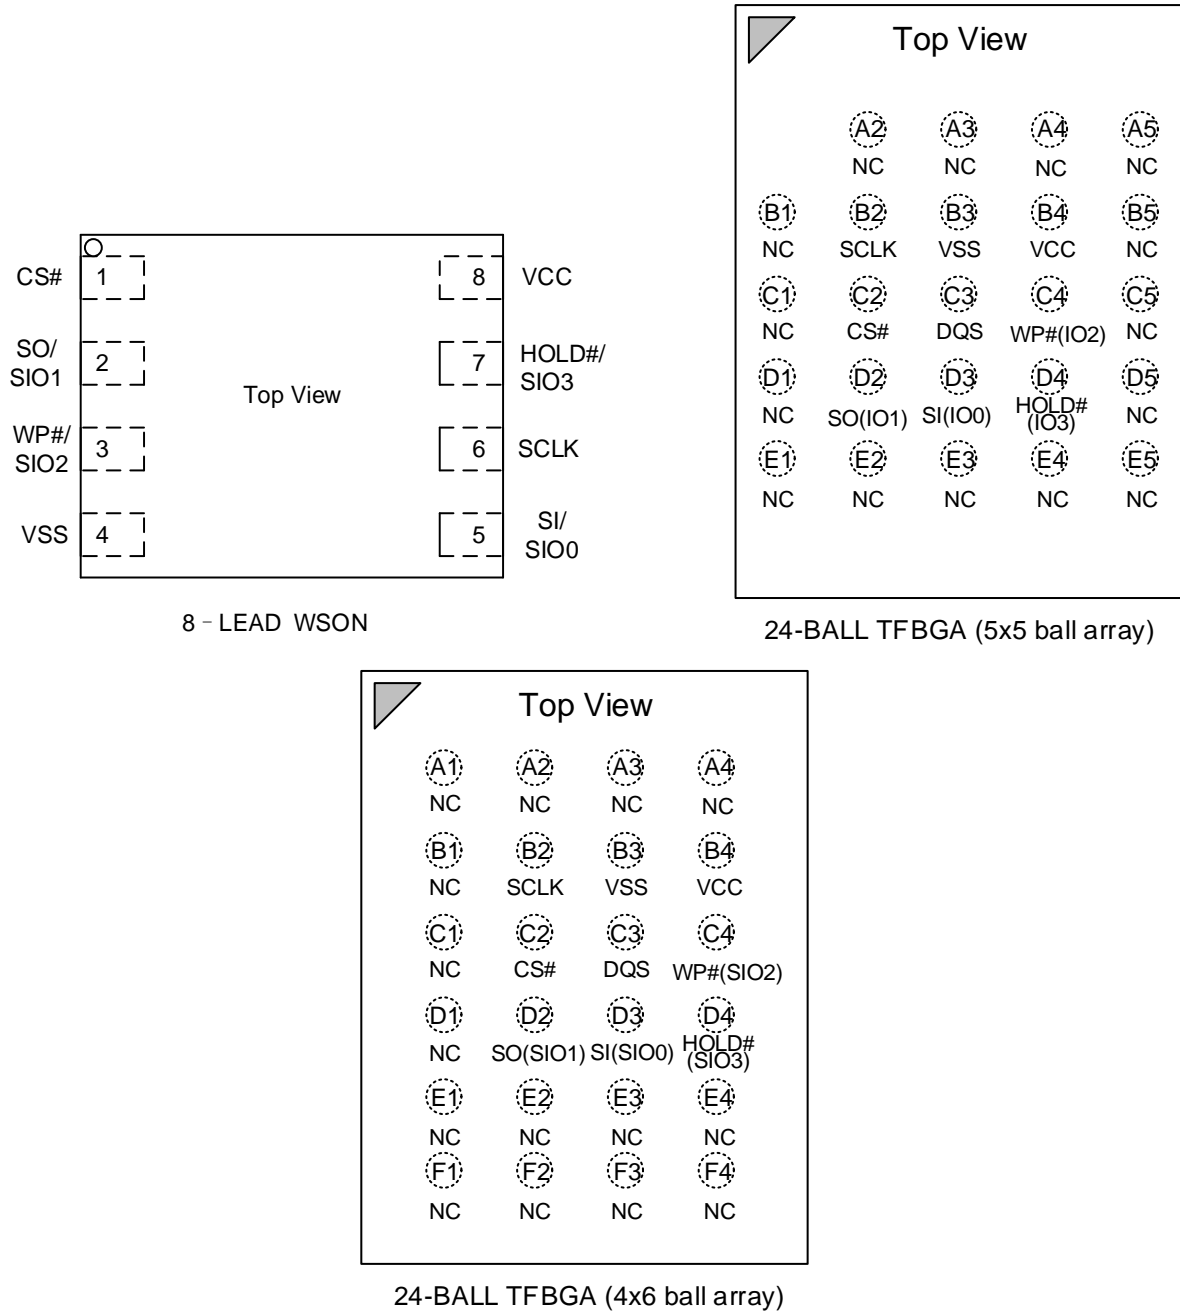 CS# 1
SO/
SIO1 2
WP#/
SIO2 3
VSS 4
Top View
8 VCC
7 HOLD#/
SIO3
6 SCLK
5 SI/
SIO0
8 - LEAD WSON
Top View
A2 A3 A4 A5
NC NC NC NC
B1 B2 B3 B4 B5
NC SCLK VSS VCC NC
C1 C2 C3 C4 C5
NC CS# DQS WP#(IO2) NC
D1 D2 D3 D4 D5
NC SO(IO1) SI(IO0) HOLD# NC
(IO3)
E1 E2 E3 E4 E5
NC NC NC NC NC
24-BALL TFBGA (5x5 ball array)
Top View
A1 A2 A3 A4
NC NC NC NC
B1 B2 B3 B4
NC SCLK VSS VCC
C1 C2 C3 C4
NC CS# DQS WP#(SIO2)
D1 D2 D3 D4
NC SO(SIO1) SI(SIO0) HOLD#
(SIO3)
E1 E2 E3 E4
NC NC NC NC
F1 F2 F3 F4
NC NC NC NC
24-BALL TFBGA (4x6 ball array)